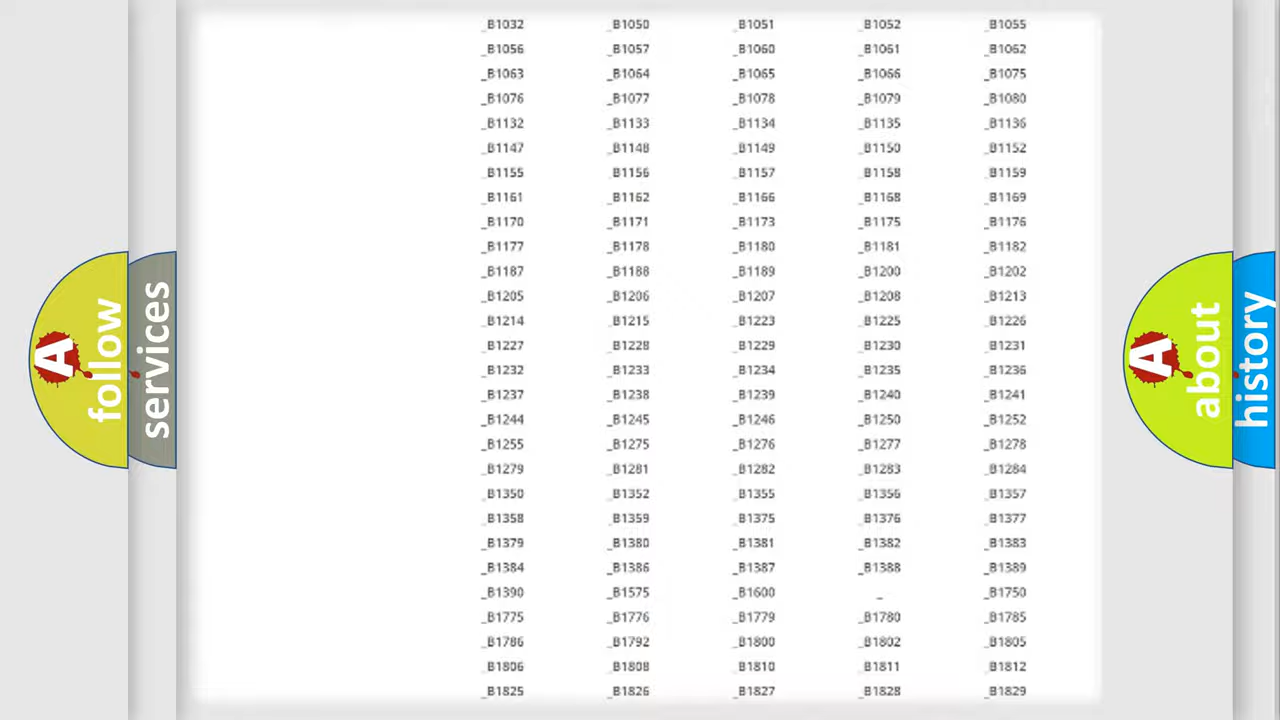 _B1032 _B1050 _B1051 _B1052 _B1055
_B1056 _B1057 _B1060 _B1061 _B1062
_B1063 _B1064 _B1065 _B1066 _B1075
_B1076 _B1077 _B1078 _B1079 _B1080
_B1132 _B1133 _B1134 _B1135 _B1136
_B1147 _B1148 _B1149 _B1150 _B1152
_B1155 _B1156 _B1157 _B1158 _B1159
_B1161 _B1162 _B1166 _B1168 _B1169
_B1170 _B1171 _B1173 _B1175 _B1176
_B1177 _B1178 _B1180 _B1181 _B1182
_B1187 _B1188 _B1189 _B1200 _B1202
_B1205 _B1206 _B1207 _B1208 _B1213
_B1214 _B1215 _B1223 _B1225 _B1226
_B1227 _B1228 _B1229 _B1230 _B1231
_B1232 _B1233 _B1234 _B1235 _B1236
_B1237 _B1238 _B1239 _B1240 _B1241
_B1244 _B1245 _B1246 _B1250 _B1252
_B1255 _B1275 _B1276 _B1277 _B1278
_B1279 _B1281 _B1282 _B1283 _B1284
_B1350 _B1352 _B1355 _B1356 _B1357
_B1358 _B1359 _B1375 _B1376 _B1377
_B1379 _B1380 _B1381 _B1382 _B1383
_B1384 _B1386 _B1387 _B1388 _B1389
_B1390 _B1575 _B1600 _ _B1750
_B1775 _B1776 _B1779 _B1780 _B1785
_B1786 _B1792 _B1800 _B1802 _B1805
_B1806 _B1808 _B1810 _B1811 _B1812
_B1825 _B1826 _B1827 _B1828 _B1829
A follow
services
A about
history